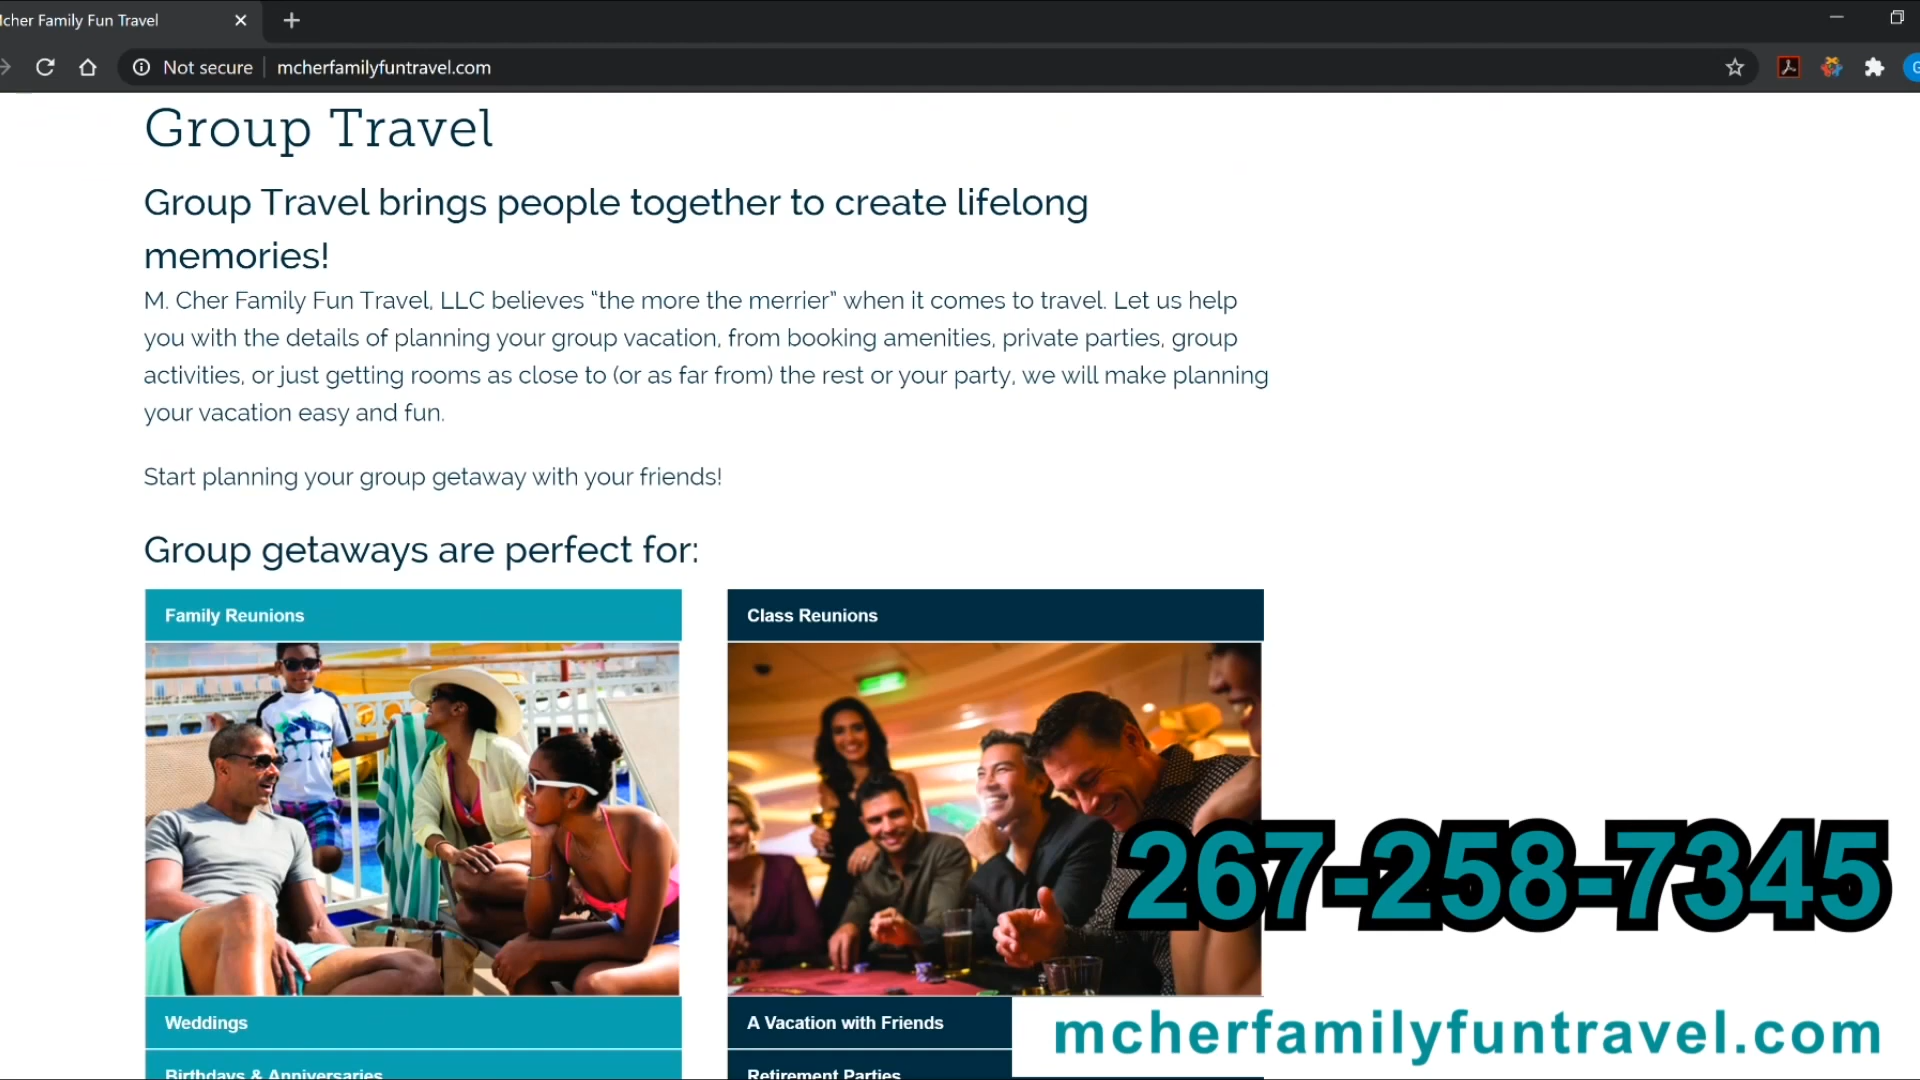 cher Family Fun Travel
Not secure
mcherfamilyfuntravel.com
Group Travel
Group Travel brings people together to create lifelong
memories!
M. Cher Family Fun Travel, LLC believes “the more the merrier” when it comes to travel. Let us help
you with the details of planning your group vacation, from booking amenities, private parties, group
activities, or just getting rooms as close to (or as far from) the rest or your party, we will make planning
your vacation easy and fun.
Start planning your group getaway with your friends!
Group getaways are perfect for:
Family Reunions
Class Reunions
267-258-7345
Weddings
A Vacation with Friends
mcherfamilyfuntravel.com
Birthdays & Anniversaries
Retirement Parties